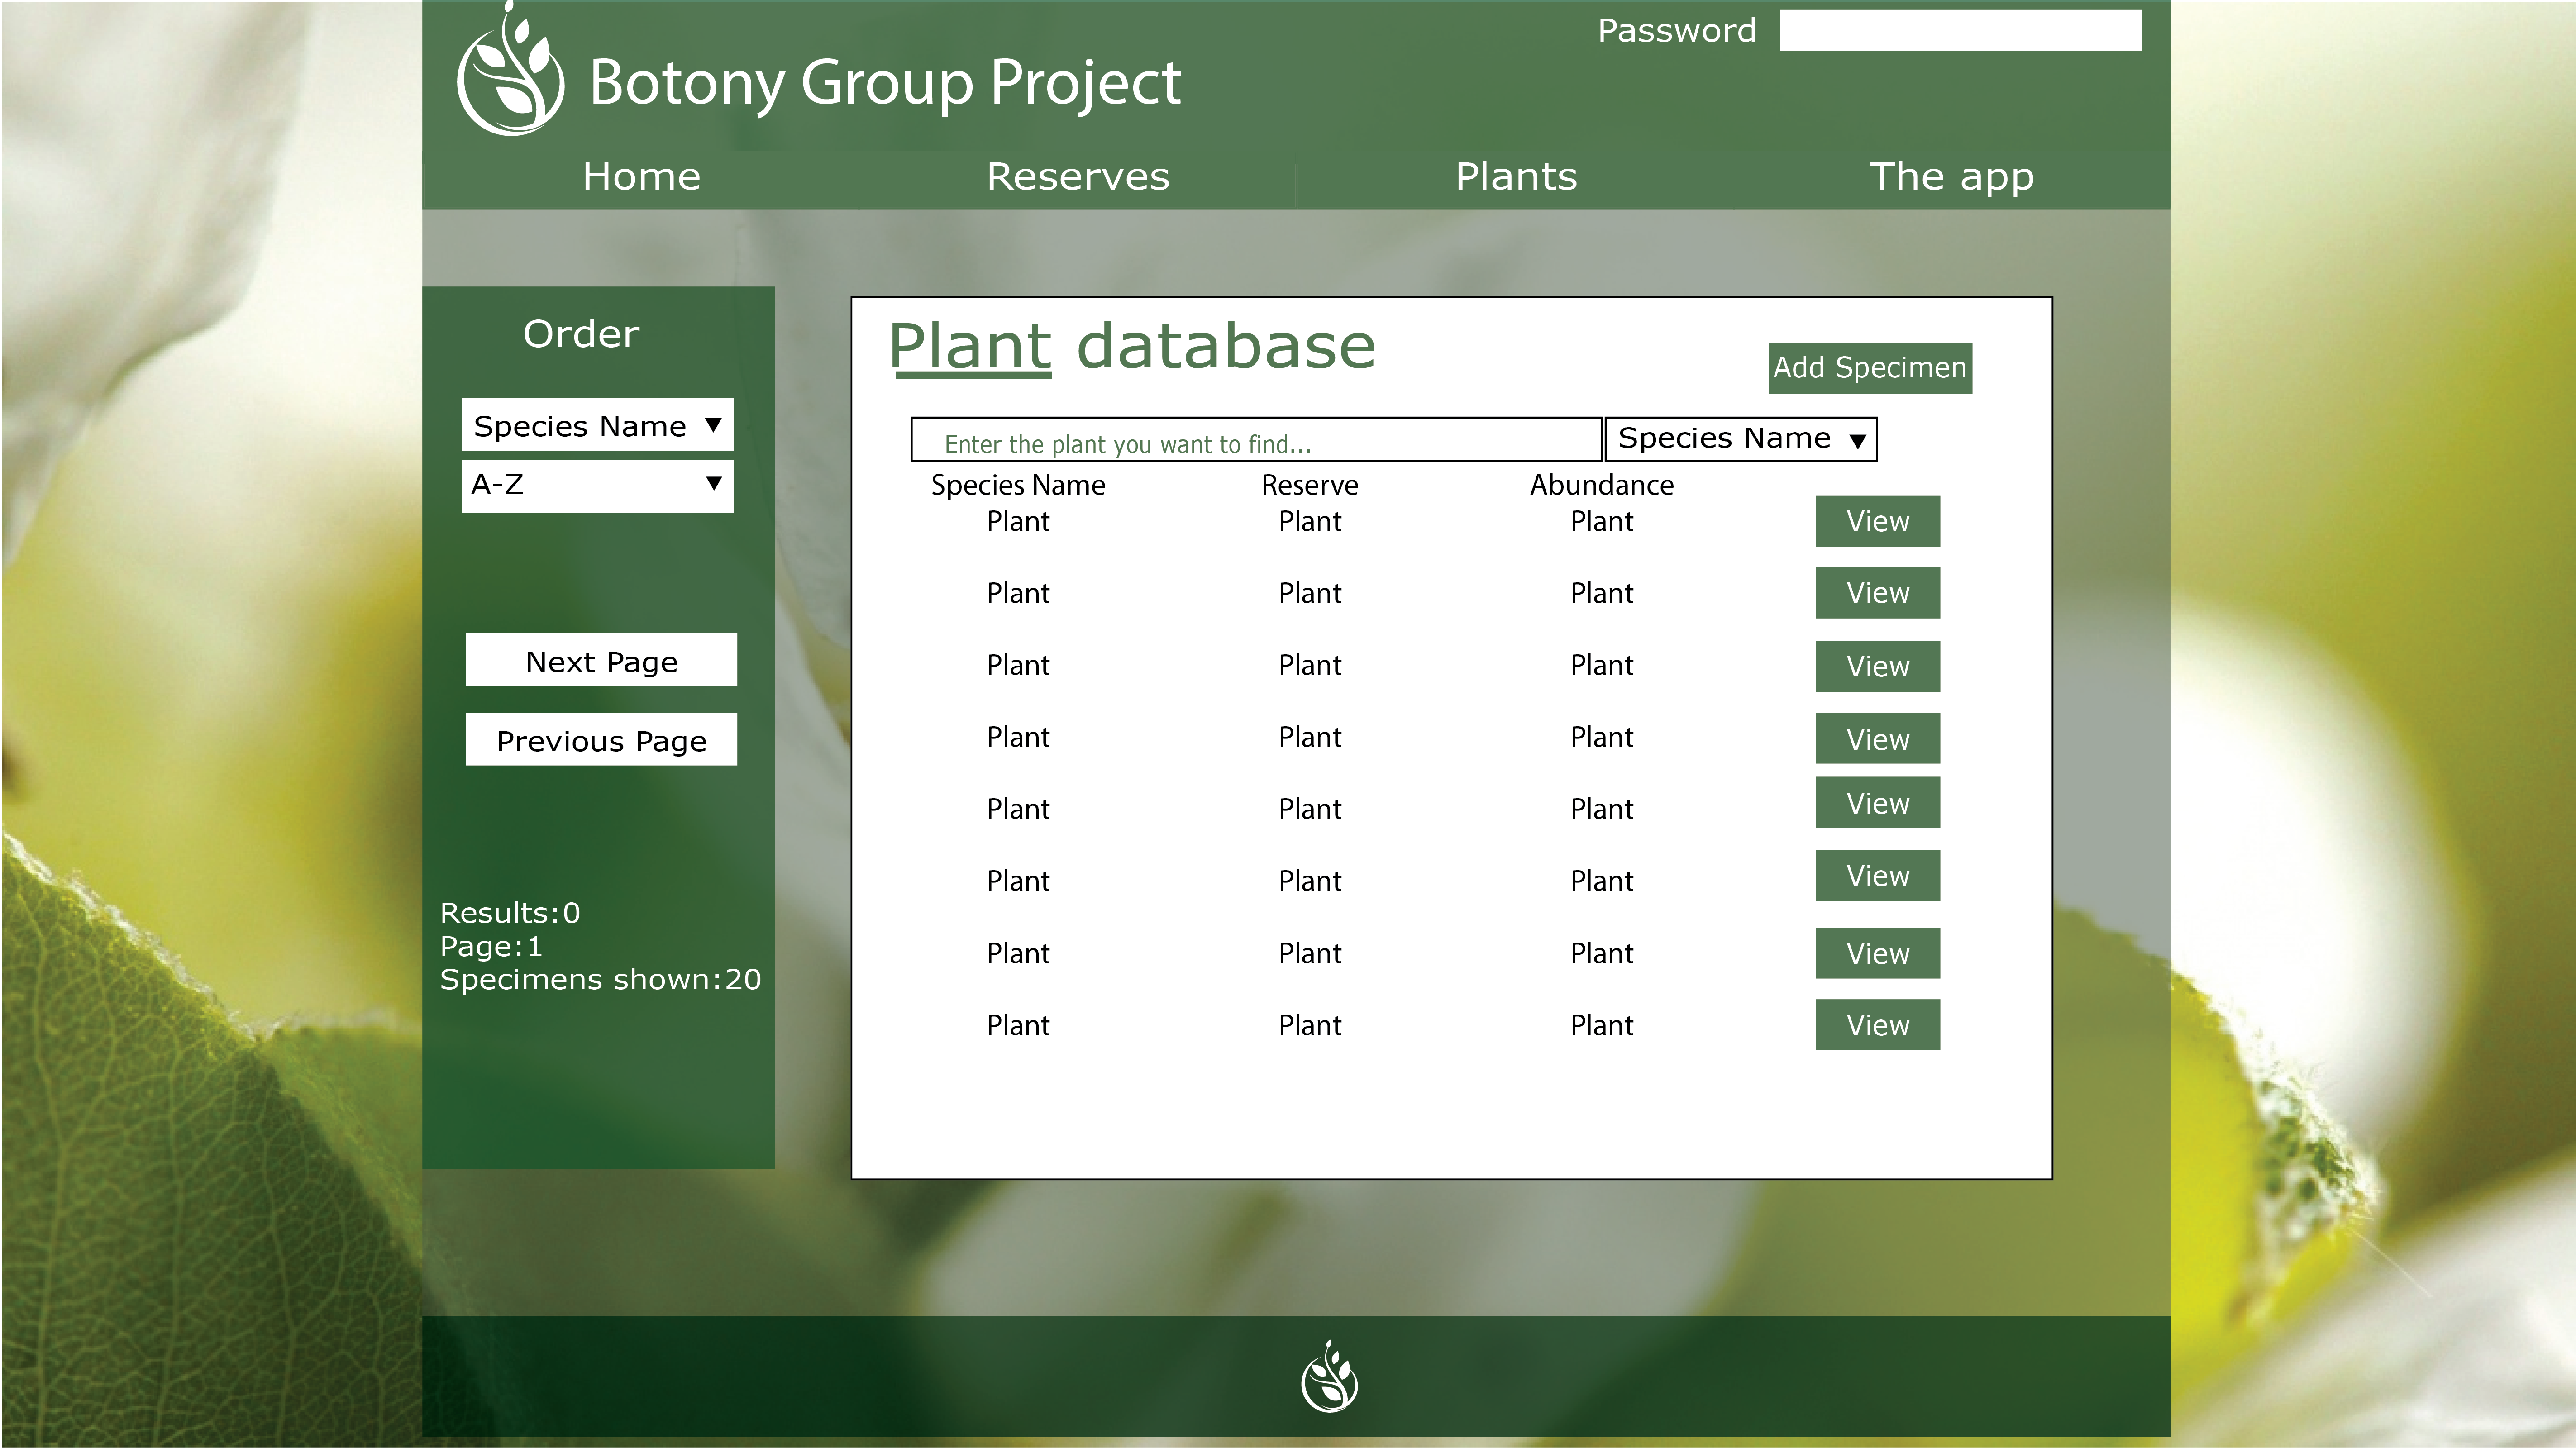 Password
Botony Group Project
Home Reserves Plants The app
Order
Species Name
A-Z
Next Page
Previous Page
Results:0
Page:1
Specimens shown:20
Plant database
Add Specimen
Enter the plant you want to find... Species Name
Species Name Reserve Abundance
Plant Plant Plant View
Plant Plant Plant View
Plant Plant Plant View
Plant Plant Plant View
Plant Plant Plant View
Plant Plant Plant View
Plant Plant Plant View
Plant Plant Plant View